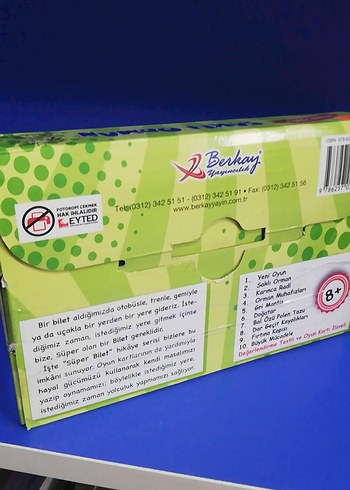 Berkay
Yayıncılık
Tel: (0312) 342 51 51 - (0312) 342 51 91 • Fax: (0312) 342 51 56
www.berkayyayin.com.tr
FOTOKOPİ ÇEKMEK
HAK İHLALİDİR
EYTED
Bir bilet aldığımızda otobüsle, trenle, gemiyle
ya da uçakla bir yerden bir yere gideriz. İste-
diğimiz zaman, istediğimiz yere gitmek içinse
bize, Süper olan bir Bilet gereklidir.
İşte "Süper Bilet" hikâye serisi bizlere bu
imkânı sunuyor. Oyun kartlarının da yardımıyla
hayal gücümüzü kullanarak kendi masalımızı
yazıp oynamamızı; böylelikle istediğimiz yere,
istediğimiz zaman yolculuk yapmamızı sağlıyor.
1. Yeni Oyun
2. Saklı Orman
3. Karınca Radi
4. Orman Muhafızları
5. Gri Mantis
6. Doğatar
7. Bal Özü Polen Tozu
8. Dar Geçit Kayalıkları
9. Fırtına Kapısı
10. Büyük Mücadele
Değerlendirme Testli ve Oyun Kartı İlaveli
8+